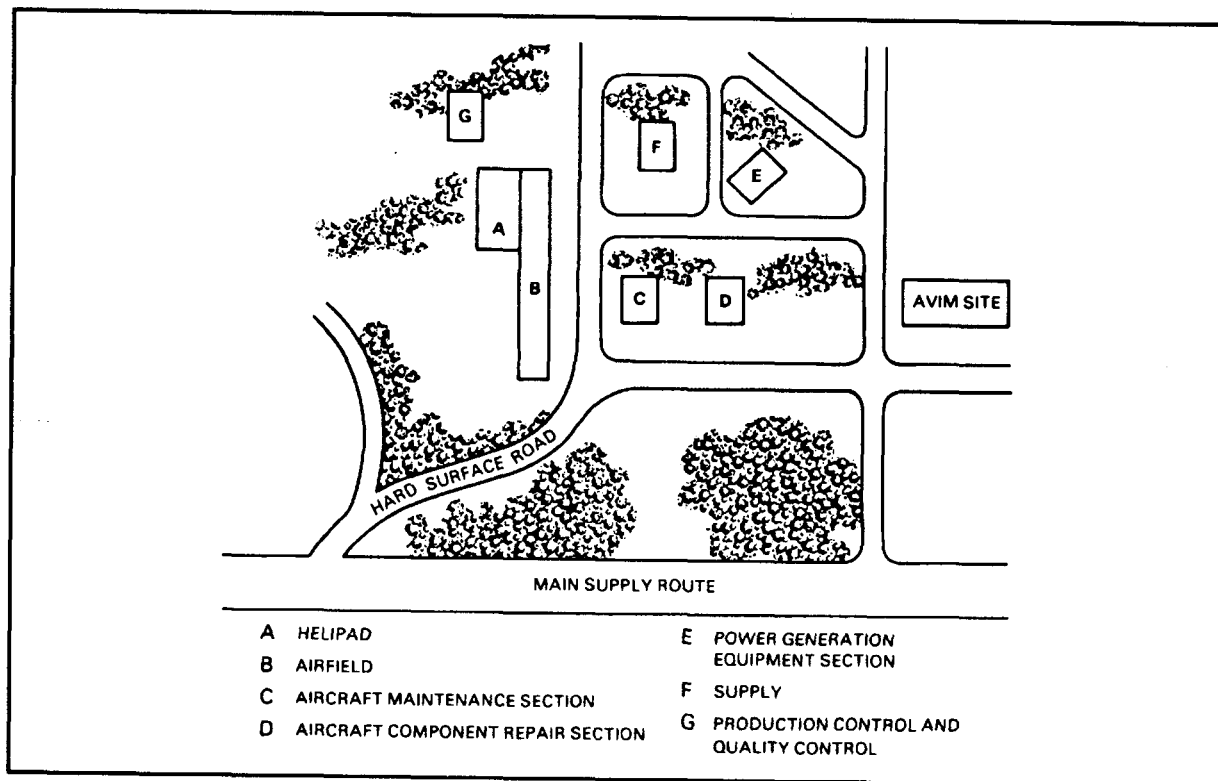 G
F
E
A
B
C
D
AVIM SITE
HARD SURFACE ROAD
MAIN SUPPLY ROUTE
A HELIPAD
B AIRFIELD
C AIRCRAFT MAINTENANCE SECTION
D AIRCRAFT COMPONENT REPAIR SECTION
E POWER GENERATION
EQUIPMENT SECTION
F SUPPLY
G PRODUCTION CONTROL AND
QUALITY CONTROL